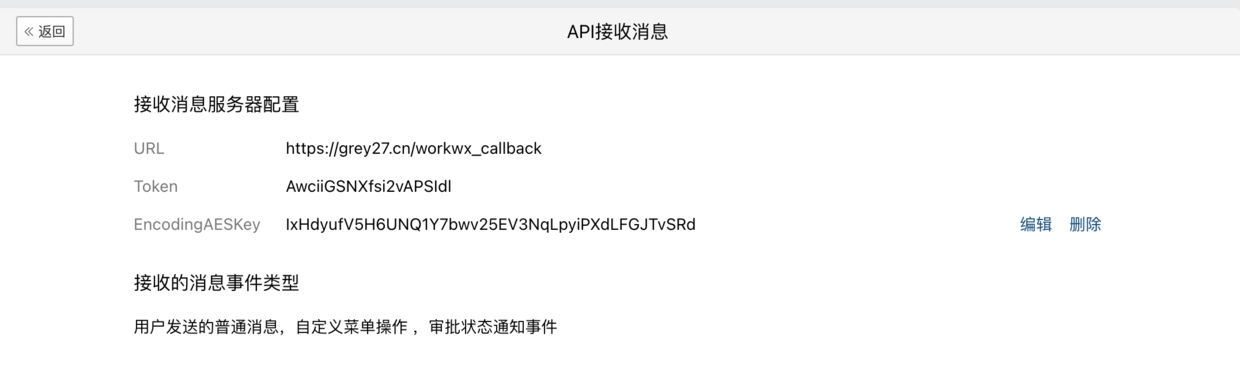 « 返回
API接收消息
接收消息服务器配置
URL https://grey27.cn/workwx_callback
Token AwciiGSNXfsi2vAPSIdl
EncodingAESKey IxHdyufV5H6UNQ1Y7bwv25EV3NqLpyiPXdLFGJTvSRd 编辑 删除
接收的消息事件类型
用户发送的普通消息，自定义菜单操作 ，审批状态通知事件